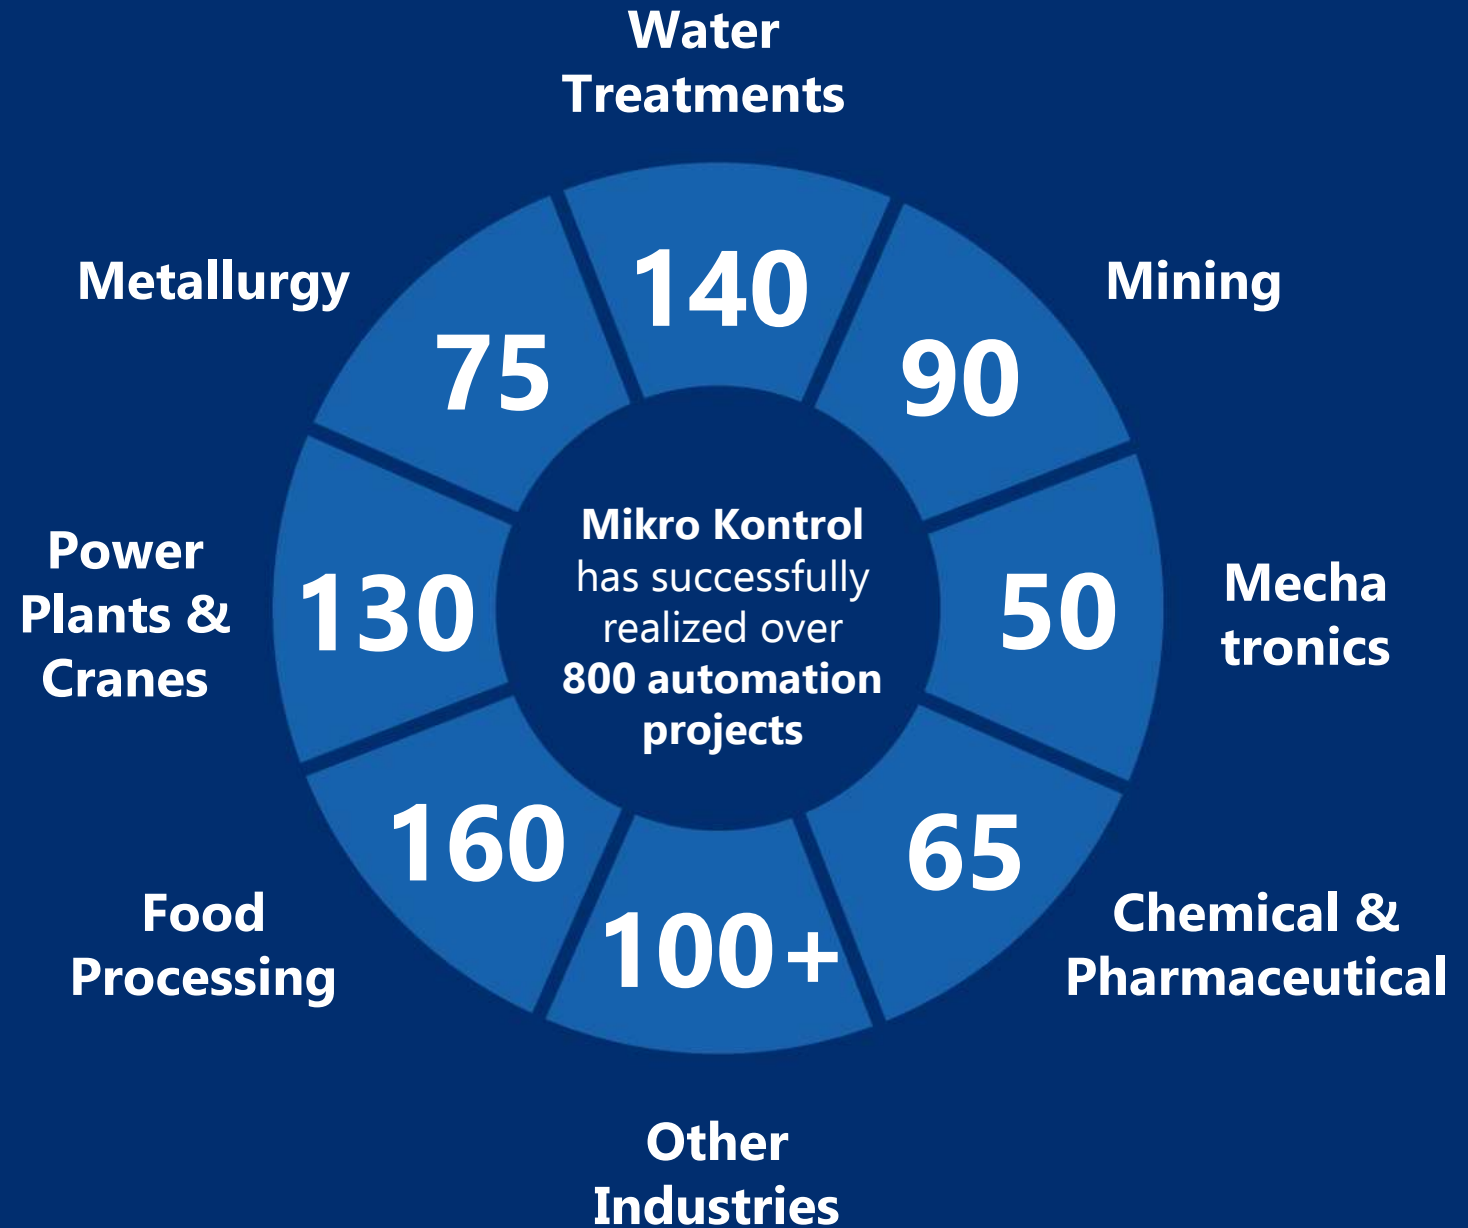 Water
Treatments
140
Mining
90
Mecha
tronics
50
Chemical &
Pharmaceutical
65
Other
Industries
100+
Food
Processing
160
Power
Plants &
Cranes
130
Metallurgy
75
Mikro Kontrol
has successfully
realized over
800 automation
projects